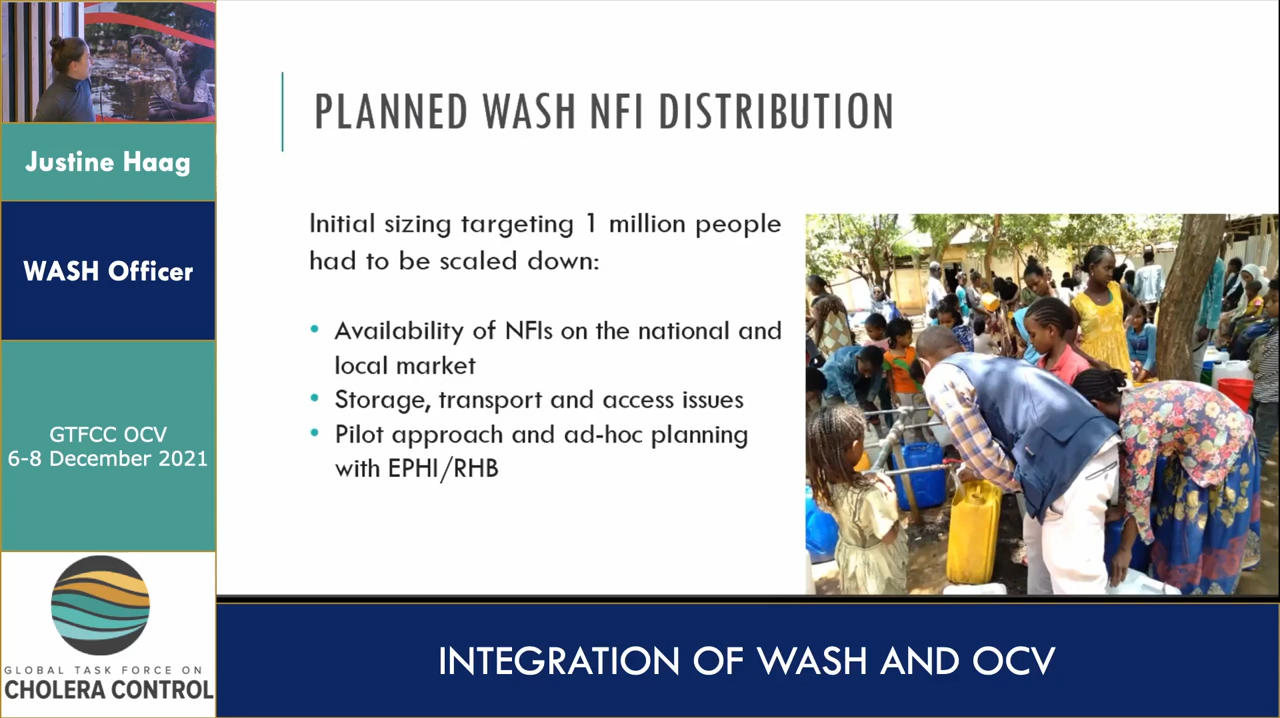 Justine Haag
WASH Officer
GTFCC OCV
6-8 December 2021
GLOBAL TASK FORCE ON
CHOLERA CONTROL
PLANNED WASH NFI DISTRIBUTION
Initial sizing targeting 1 million people
had to be scaled down:
• Availability of NFIs on the national and
local market
• Storage, transport and access issues
• Pilot approach and ad-hoc planning
with EPHI/RHB
INTEGRATION OF WASH AND OCV